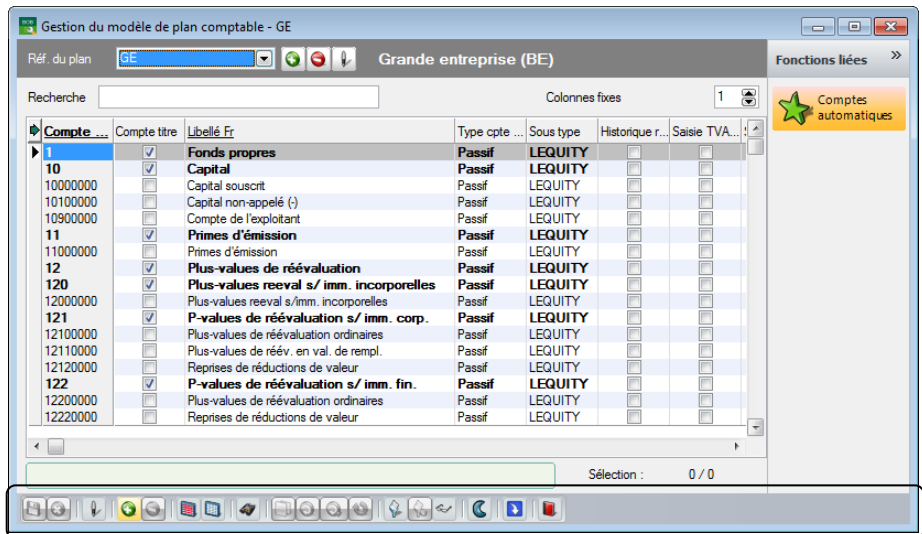 Gestion du modèle de plan comptable - GE
Réf. du plan GE Grande entreprise (BE) Fonctions liées »
Recherche Colonnes fixes 1
Comptes automatiques
Compte ... Compte titre Libellé Fr Type cpte ... Sous type Historique r... Saisie TVA...
1 Fonds propres Passif LEQUITY
10 Capital Passif LEQUITY
10000000 Capital souscrit Passif LEQUITY
10100000 Capital non-appelé (-) Passif LEQUITY
10900000 Compte de l'exploitant Passif LEQUITY
11 Primes d'émission Passif LEQUITY
11000000 Primes d'émission Passif LEQUITY
12 Plus-values de réévaluation Passif LEQUITY
120 Plus-values reeval s/ imm. incorporelles Passif LEQUITY
12000000 Plus-values reeval s/imm. incorporelles Passif LEQUITY
121 P-values de réévaluation s/ imm. corp. Passif LEQUITY
12100000 Plus-values de réévaluation ordinaires Passif LEQUITY
12110000 Plus-values de réév. en val. de rempl. Passif LEQUITY
12120000 Reprises de réductions de valeur Passif LEQUITY
122 P-values de réévaluation s/ imm. fin. Passif LEQUITY
12200000 Plus-values de réévaluation ordinaires Passif LEQUITY
12220000 Reprises de réductions de valeur Passif LEQUITY
Sélection : 0 / 0